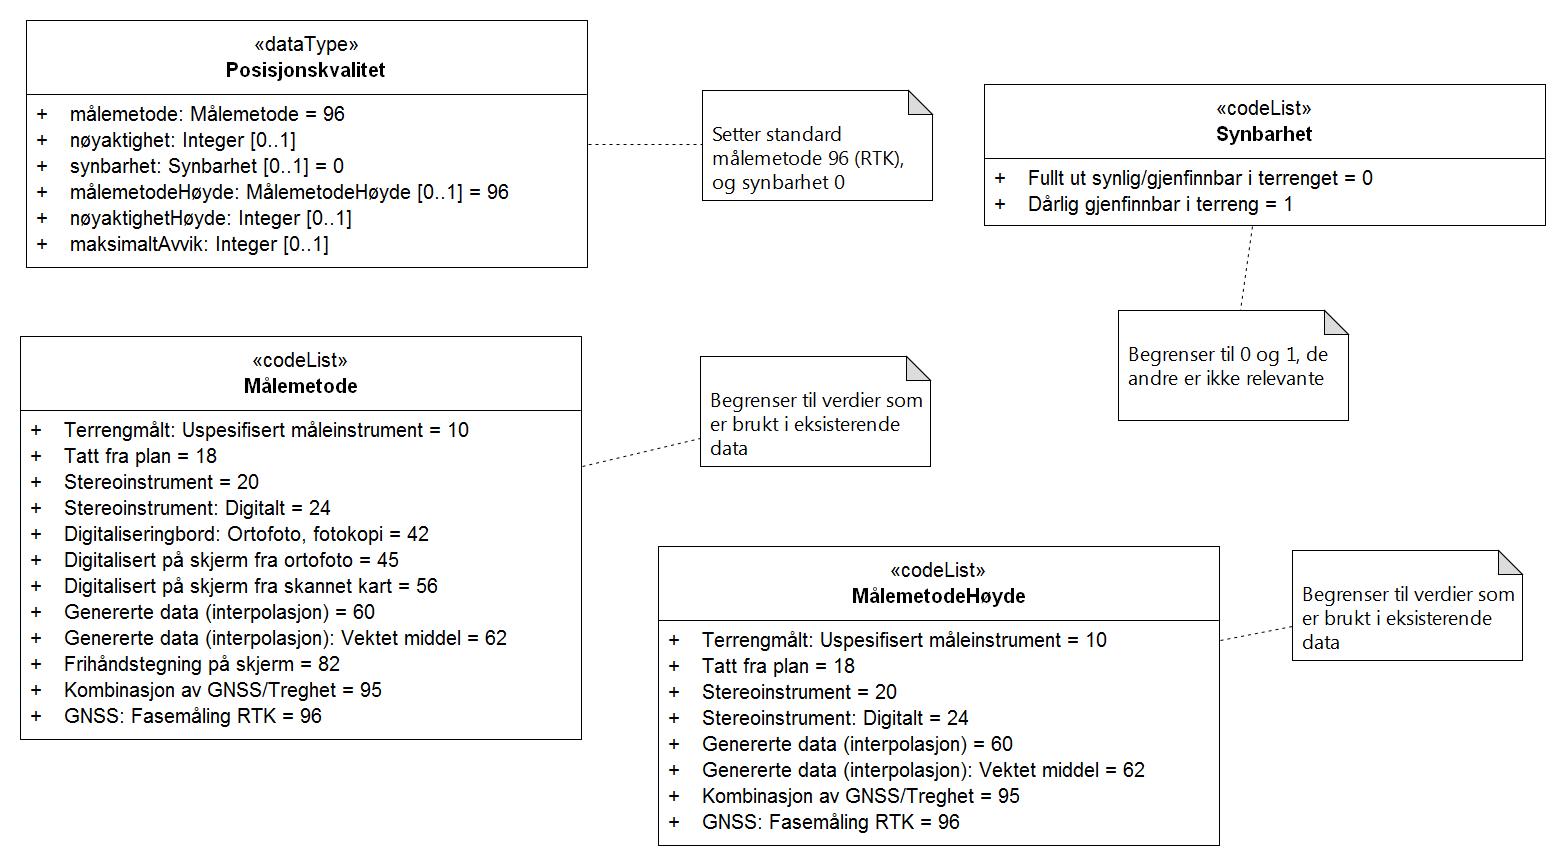 «dataType»
Posisjonskvalitet
+ målemetode: Målemetode = 96
+ nøyaktighet: Integer [0..1]
+ synbarhet: Synbarhet [0..1] = 0
+ målemetodeHøyde: MålemetodeHøyde [0..1] = 96
+ nøyaktighetHøyde: Integer [0..1]
+ maksimaltAvvik: Integer [0..1]
Setter standard
målemetode 96 (RTK),
og synbarhet 0
«codeList»
Synbarhet
+ Fullt ut synlig/gjenfinnbar i terrenget = 0
+ Dårlig gjenfinnbar i terreng = 1
Begrenser til 0 og 1, de
andre er ikke relevante
«codeList»
Målemetode
+ Terrengmålt: Uspesifisert måleinstrument = 10
+ Tatt fra plan = 18
+ Stereoinstrument = 20
+ Stereoinstrument: Digitalt = 24
+ Digitaliseringbord: Ortofoto, fotokopi = 42
+ Digitalisert på skjerm fra ortofoto = 45
+ Digitalisert på skjerm fra skannet kart = 56
+ Genererte data (interpolasjon) = 60
+ Genererte data (interpolasjon): Vektet middel = 62
+ Frihåndstegning på skjerm = 82
+ Kombinasjon av GNSS/Treghet = 95
+ GNSS: Fasemåling RTK = 96
Begrenser til verdier som
er brukt i eksisterende
data
«codeList»
MålemetodeHøyde
+ Terrengmålt: Uspesifisert måleinstrument = 10
+ Tatt fra plan = 18
+ Stereoinstrument = 20
+ Stereoinstrument: Digitalt = 24
+ Genererte data (interpolasjon) = 60
+ Genererte data (interpolasjon): Vektet middel = 62
+ Kombinasjon av GNSS/Treghet = 95
+ GNSS: Fasemåling RTK = 96
Begrenser til verdier som
er brukt i eksisterende
data